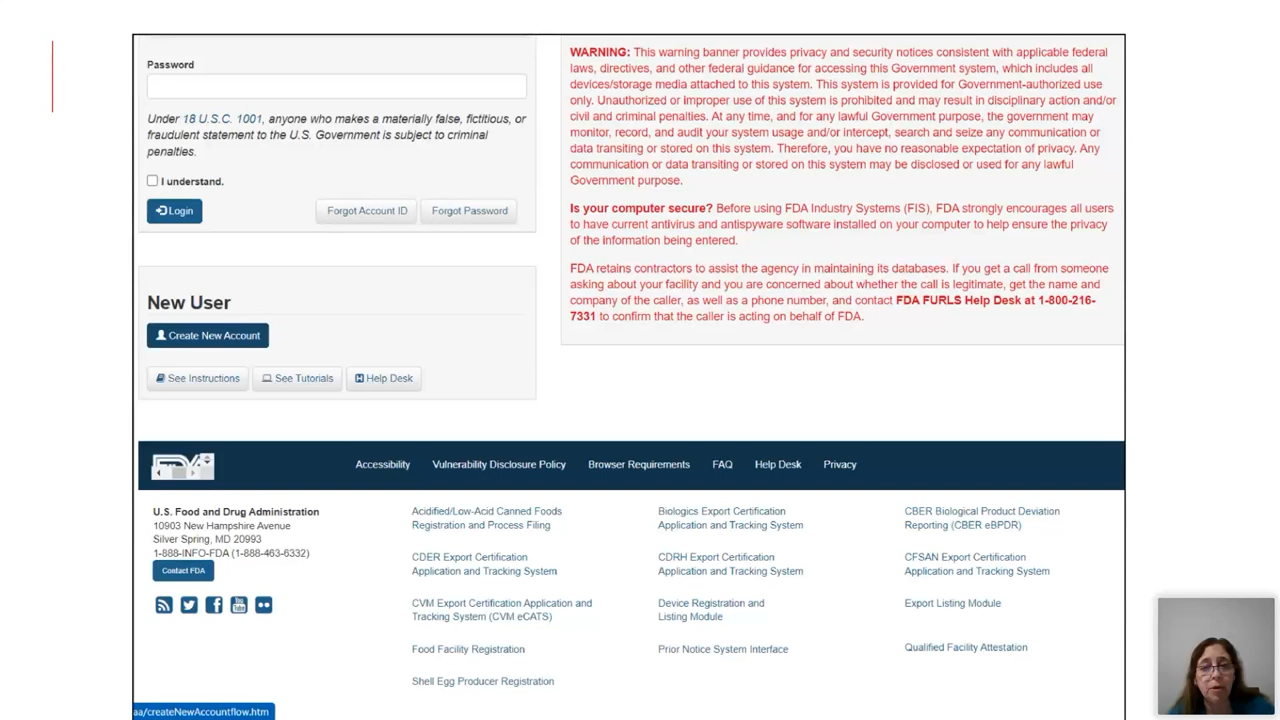 Password
Under 18 U.S.C. 1001, anyone who makes a materially false, fictitious, or
fraudulent statement to the U.S. Government is subject to criminal
penalties.
I understand.
Login
Forgot Account ID
Forgot Password
New User
Create New Account
See Instructions
See Tutorials
Help Desk
WARNING: This warning banner provides privacy and security notices consistent with applicable federal
laws, directives, and other federal guidance for accessing this Government system, which includes all
devices/storage media attached to this system. This system is provided for Government-authorized use
only. Unauthorized or improper use of this system is prohibited and may result in disciplinary action and/or
civil and criminal penalties. At any time, and for any lawful Government purpose, the government may
monitor, record, and audit your system usage and/or intercept, search and seize any communication or
data transiting or stored on this system. Therefore, you have no reasonable expectation of privacy. Any
communication or data transiting or stored on this system may be disclosed or used for any lawful
Government purpose.
Is your computer secure? Before using FDA Industry Systems (FIS), FDA strongly encourages all users
to have current antivirus and antispyware software installed on your computer to help ensure the privacy
of the information being entered.
FDA retains contractors to assist the agency in maintaining its databases. If you get a call from someone
asking about your facility and you are concerned about whether the call is legitimate, get the name and
company of the caller, as well as a phone number, and contact FDA FURLS Help Desk at 1-800-216-
7331 to confirm that the caller is acting on behalf of FDA.
Accessibility
Vulnerability Disclosure Policy
Browser Requirements
FAQ
Help Desk
Privacy
U.S. Food and Drug Administration
10903 New Hampshire Avenue
Silver Spring, MD 20993
1-888-INFO-FDA (1-888-463-6332)
Contact FDA
Acidified/Low-Acid Canned Foods
Registration and Process Filing
Biologics Export Certification
Application and Tracking System
CBER Biological Product Deviation
Reporting (CBER eBPDR)
CDER Export Certification
Application and Tracking System
CDRH Export Certification
Application and Tracking System
CFSAN Export Certification
Application and Tracking System
CVM Export Certification Application and
Tracking System (CVM eCATS)
Device Registration and
Listing Module
Export Listing Module
Food Facility Registration
Prior Notice System Interface
Qualified Facility Attestation
Shell Egg Producer Registration
aa/createNewAccountflow.htm